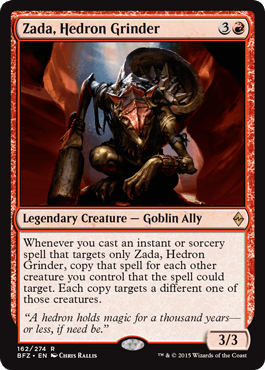 Zada, Hedron Grinder 3
Legendary Creature — Goblin Ally
Whenever you cast an instant or sorcery
spell that targets only Zada, Hedron
Grinder, copy that spell for each other
creature you control that the spell could
target. Each copy targets a different one of
those creatures.
“A hedron holds magic for a thousand years—
or less, if need be.”
3/3
162/274 R
BFZ • EN Chris Rallis
™ & © 2015 Wizards of the Coast